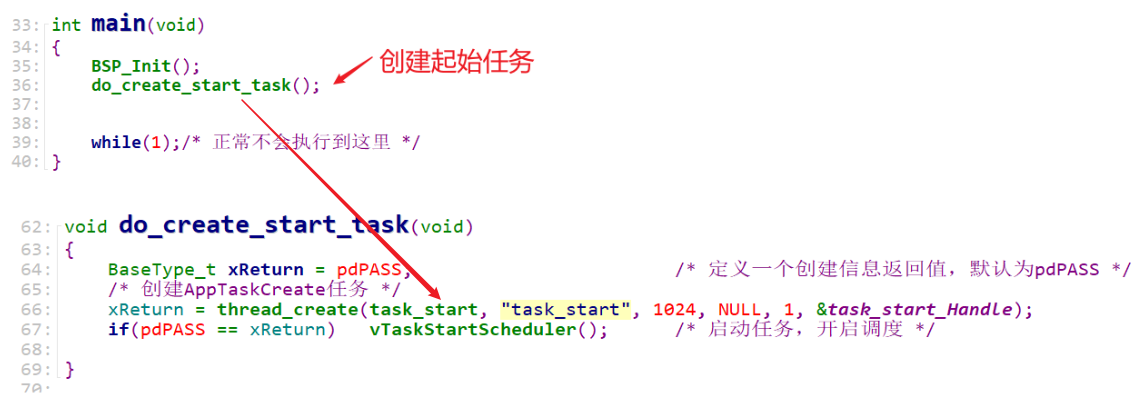 33: int main(void)
34: {
35: BSP_Init();
创建起始任务
36: do_create_start_task();
37:
38:
39: while(1);/* 正常不会执行到这里 */
40: }
62: void do_create_start_task(void)
63: {
64: BaseType_t xReturn = pdPASS; /* 定义一个创建信息返回值，默认为pdPASS */
65: /* 创建AppTaskCreate任务 */
66: xReturn = thread_create(task_start, "task_start", 1024, NULL, 1, &task_start_Handle);
67: if(pdPASS == xReturn) vTaskStartScheduler(); /* 启动任务，开启调度 */
68:
69: }
70: